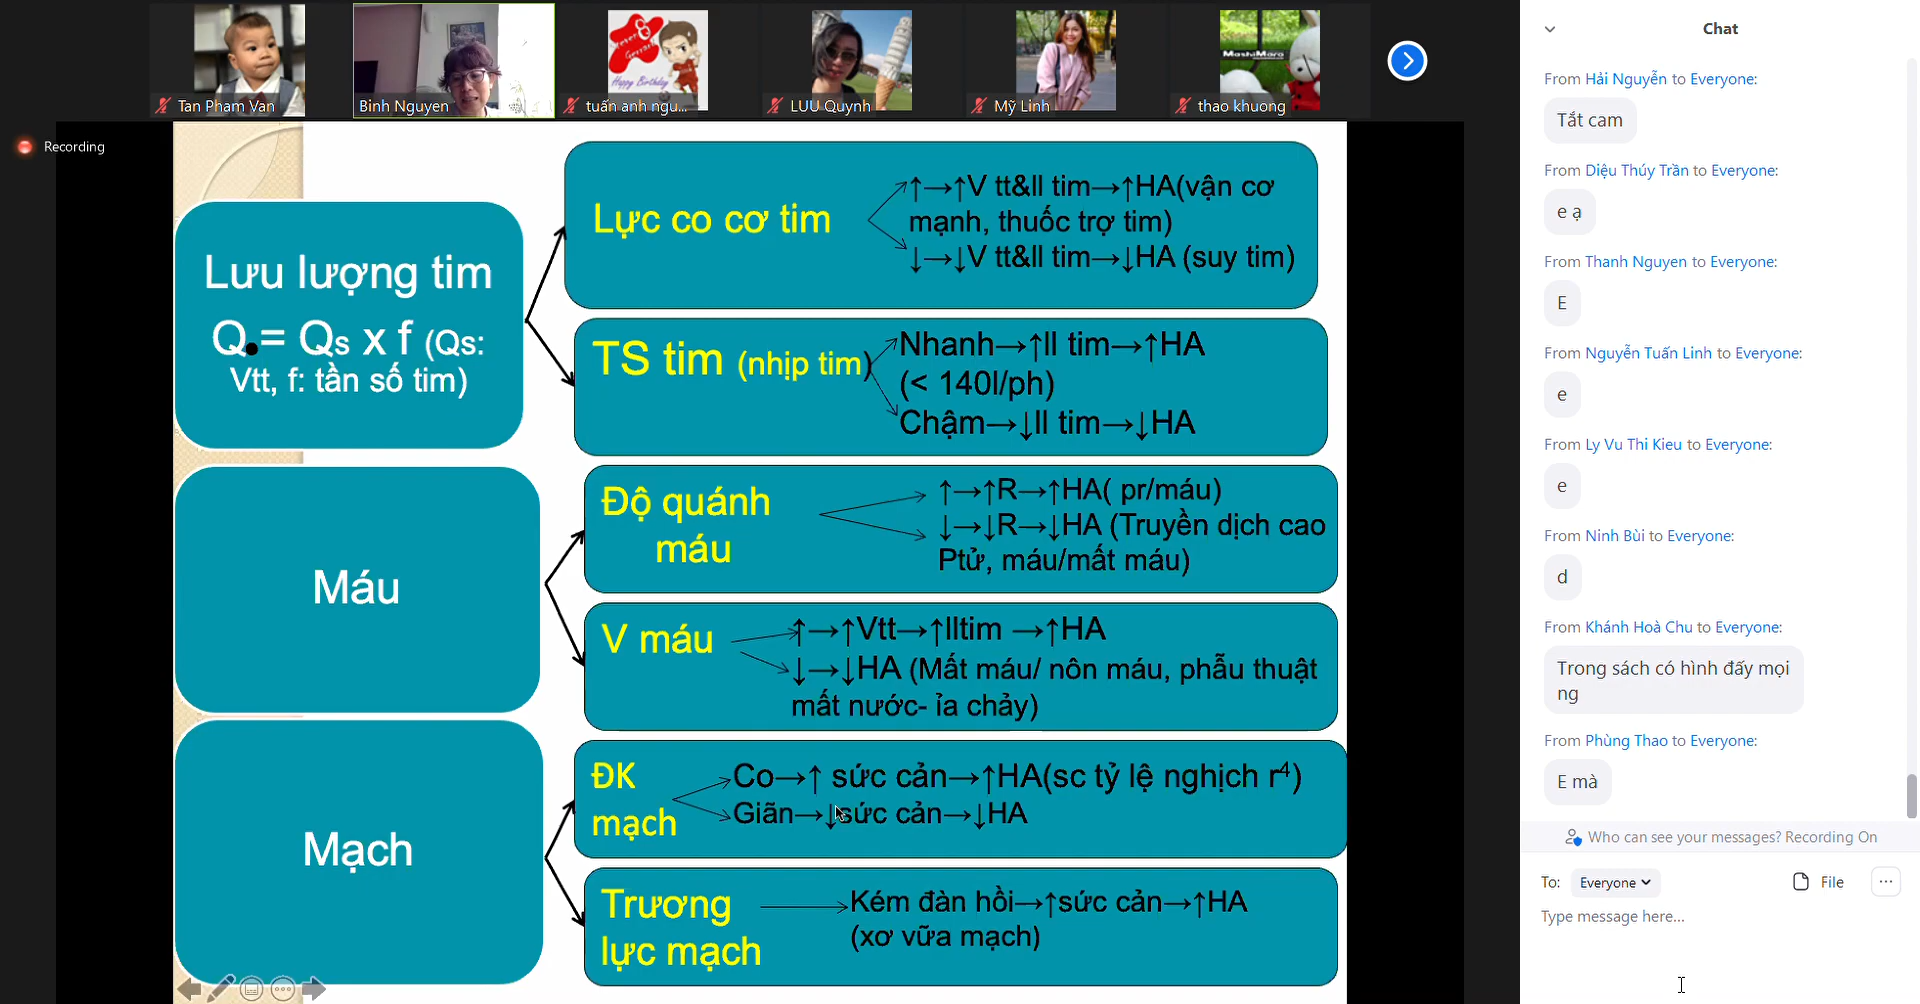 Tan Pham Van
Binh Nguyen
tuấn anh ngu...
LUU Quynh
Mỹ Linh
thao khuong
Recording
Lưu lượng tim
Q = Qs x f (Qs:
Vtt, f: tần số tim)
Lực co cơ tim
↑→↑V tt&ll tim→↑HA(vận cơ
mạnh, thuốc trợ tim)
↓→↓V tt&ll tim→↓HA (suy tim)
TS tim (nhịp tim)
Nhanh→↑ll tim→↑HA
(< 140l/ph)
Chậm→↓ll tim→↓HA
Máu
Độ quánh
máu
↑→↑R→↑HA( pr/máu)
↓→↓R→↓HA (Truyền dịch cao
Ptử, máu/mất máu)
V máu
↑→↑Vtt→↑lltim →↑HA
↓→↓HA (Mất máu/ nôn máu, phẫu thuật
mất nước- ỉa chảy)
Mạch
ĐK
mạch
Co→↑ sức cản→↑HA(sc tỷ lệ nghịch r⁴)
Giãn→↓sức cản→↓HA
Trương
lực mạch
Kém đàn hồi→↑sức cản→↑HA
(xơ vữa mạch)
Chat
From Hải Nguyễn to Everyone:
Tắt cam
From Diệu Thúy Trần to Everyone:
e ạ
From Thanh Nguyen to Everyone:
E
From Nguyễn Tuấn Linh to Everyone:
e
From Ly Vu Thi Kieu to Everyone:
e
From Ninh Bùi to Everyone:
d
From Khánh Hoà Chu to Everyone:
Trong sách có hình đấy mọi
ng
From Phùng Thao to Everyone:
E mà
Who can see your messages? Recording On
To: Everyone
File
Type message here...